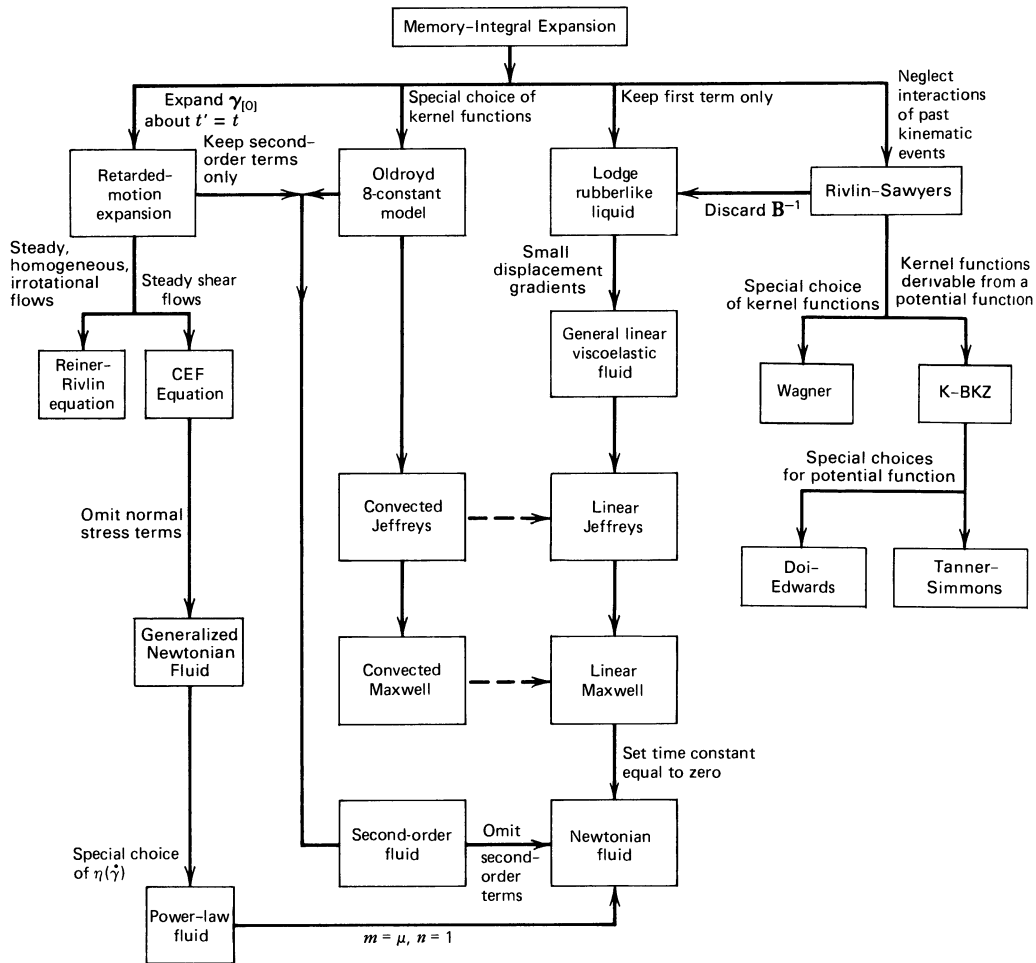 Memory–Integral Expansion
Expand γ[0]
about t′ = t
Special choice of
kernel functions
Keep first term only
Neglect
interactions
of past
kinematic
events
Keep second-
order terms
only
Retarded–
motion
expansion
Oldroyd
8-constant
model
Lodge
rubberlike
liquid
Discard B⁻¹
Rivlin–Sawyers
Steady,
homogeneous,
irrotational
flows
Steady shear
flows
Small
displacement
gradients
Special choice
of kernel functions
Kernel functions
derivable from a
potential function
Reiner–
Rivlin
equation
CEF
Equation
General linear
viscoelastic
fluid
Wagner
K–BKZ
Special choices
for potential function
Omit normal
stress terms
Convected
Jeffreys
Linear
Jeffreys
Doi–
Edwards
Tanner–
Simmons
Generalized
Newtonian
Fluid
Convected
Maxwell
Linear
Maxwell
Set time constant
equal to zero
Second-order
fluid
Omit
second-
order
terms
Newtonian
fluid
Special choice
of η(γ̇)
Power–law
fluid
m = μ, n = 1